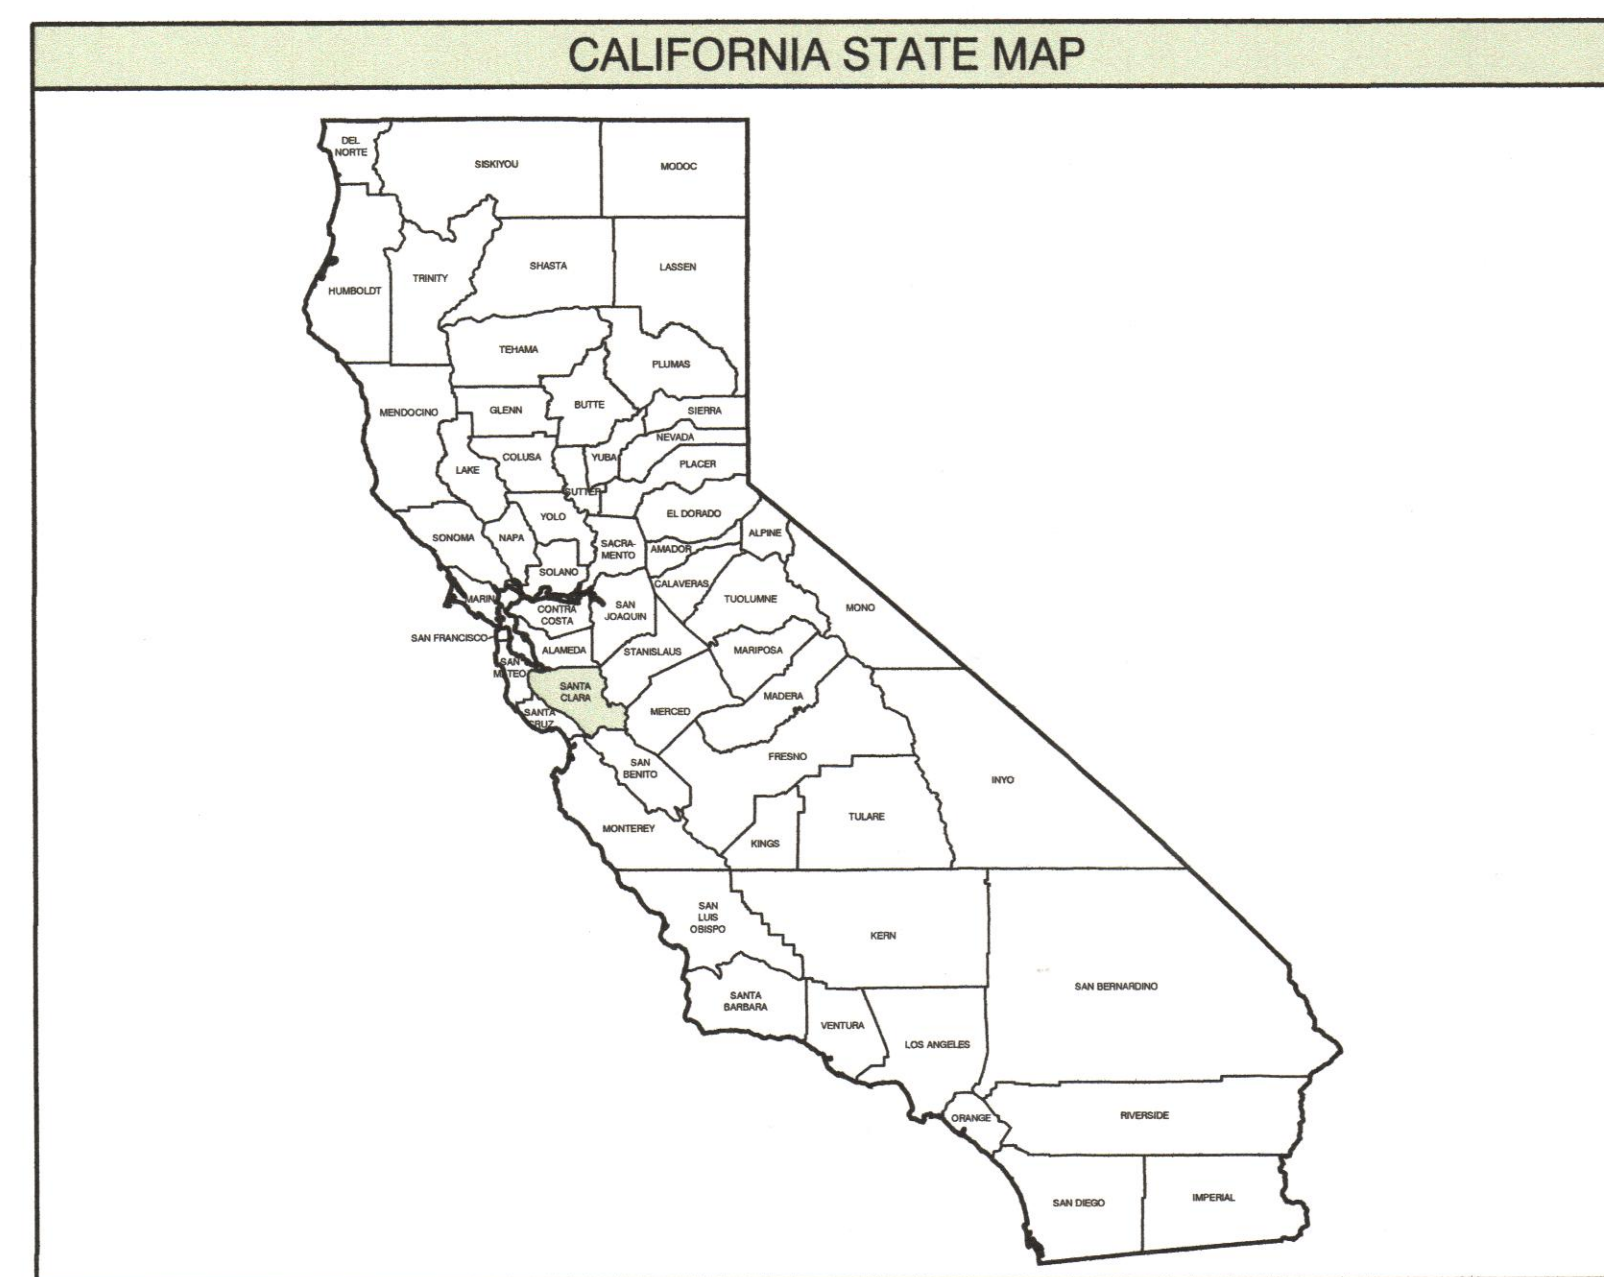 CALIFORNIA STATE MAP
DEL
NORTE
SISKIYOU
MODOC
HUMBOLDT
TRINITY
SHASTA
LASSEN
TEHAMA
PLUMAS
MENDOCINO
GLENN
BUTTE
SIERRA
NEVADA
LAKE
COLUSA
YUBA
PLACER
SUTTER
YOLO
EL DORADO
SONOMA
NAPA
SACRA-
MENTO
AMADOR
ALPINE
SOLANO
CALAVERAS
MARIN
CONTRA
COSTA
SAN
JOAQUIN
TUOLUMNE
MONO
SAN FRANCISCO
ALAMEDA
STANISLAUS
MARIPOSA
SAN
MATEO
SANTA
CLARA
MADERA
SANTA
CRUZ
MERCED
SAN
BENITO
FRESNO
INYO
MONTEREY
KINGS
TULARE
SAN
LUIS
OBISPO
KERN
SAN BERNARDINO
SANTA
BARBARA
VENTURA
LOS ANGELES
ORANGE
RIVERSIDE
SAN DIEGO
IMPERIAL